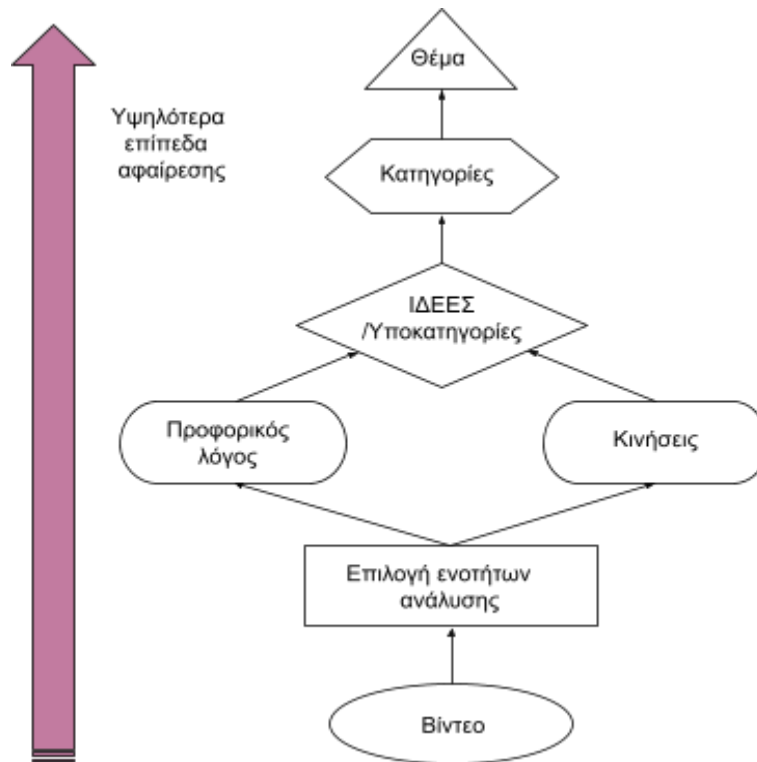 Θέμα
Υψηλότερα
επίπεδα
αφαίρεσης
Κατηγορίες
ΙΔΕΕΣ
/Υποκατηγορίες
Προφορικός
λόγος
Κινήσεις
Επιλογή ενοτήτων
ανάλυσης
Βίντεο